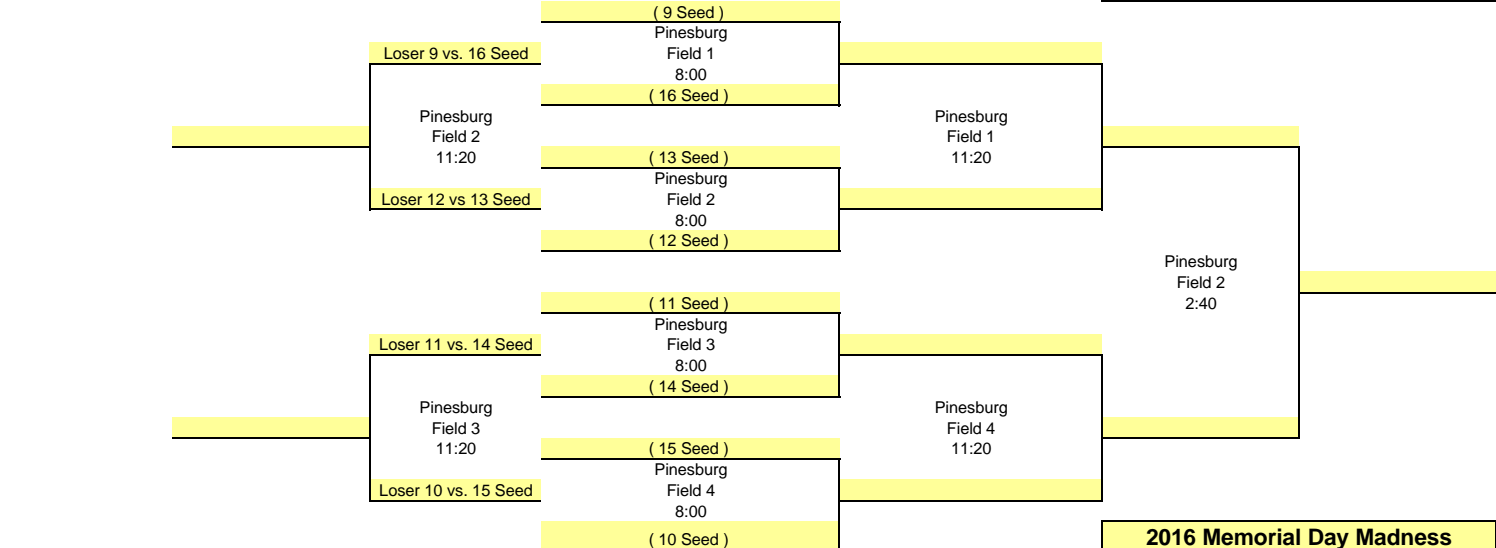 ( 9 Seed )
Pinesburg
Loser 9 vs. 16 Seed
Field 1
8:00
( 16 Seed )
Pinesburg
Field 2
11:20
Pinesburg
Field 1
11:20
( 13 Seed )
Pinesburg
Loser 12 vs 13 Seed
Field 2
8:00
( 12 Seed )
Pinesburg
Field 2
2:40
( 11 Seed )
Pinesburg
Loser 11 vs. 14 Seed
Field 3
8:00
( 14 Seed )
Pinesburg
Field 3
11:20
Pinesburg
Field 4
11:20
( 15 Seed )
Pinesburg
Loser 10 vs. 15 Seed
Field 4
8:00
( 10 Seed )
2016 Memorial Day Madness